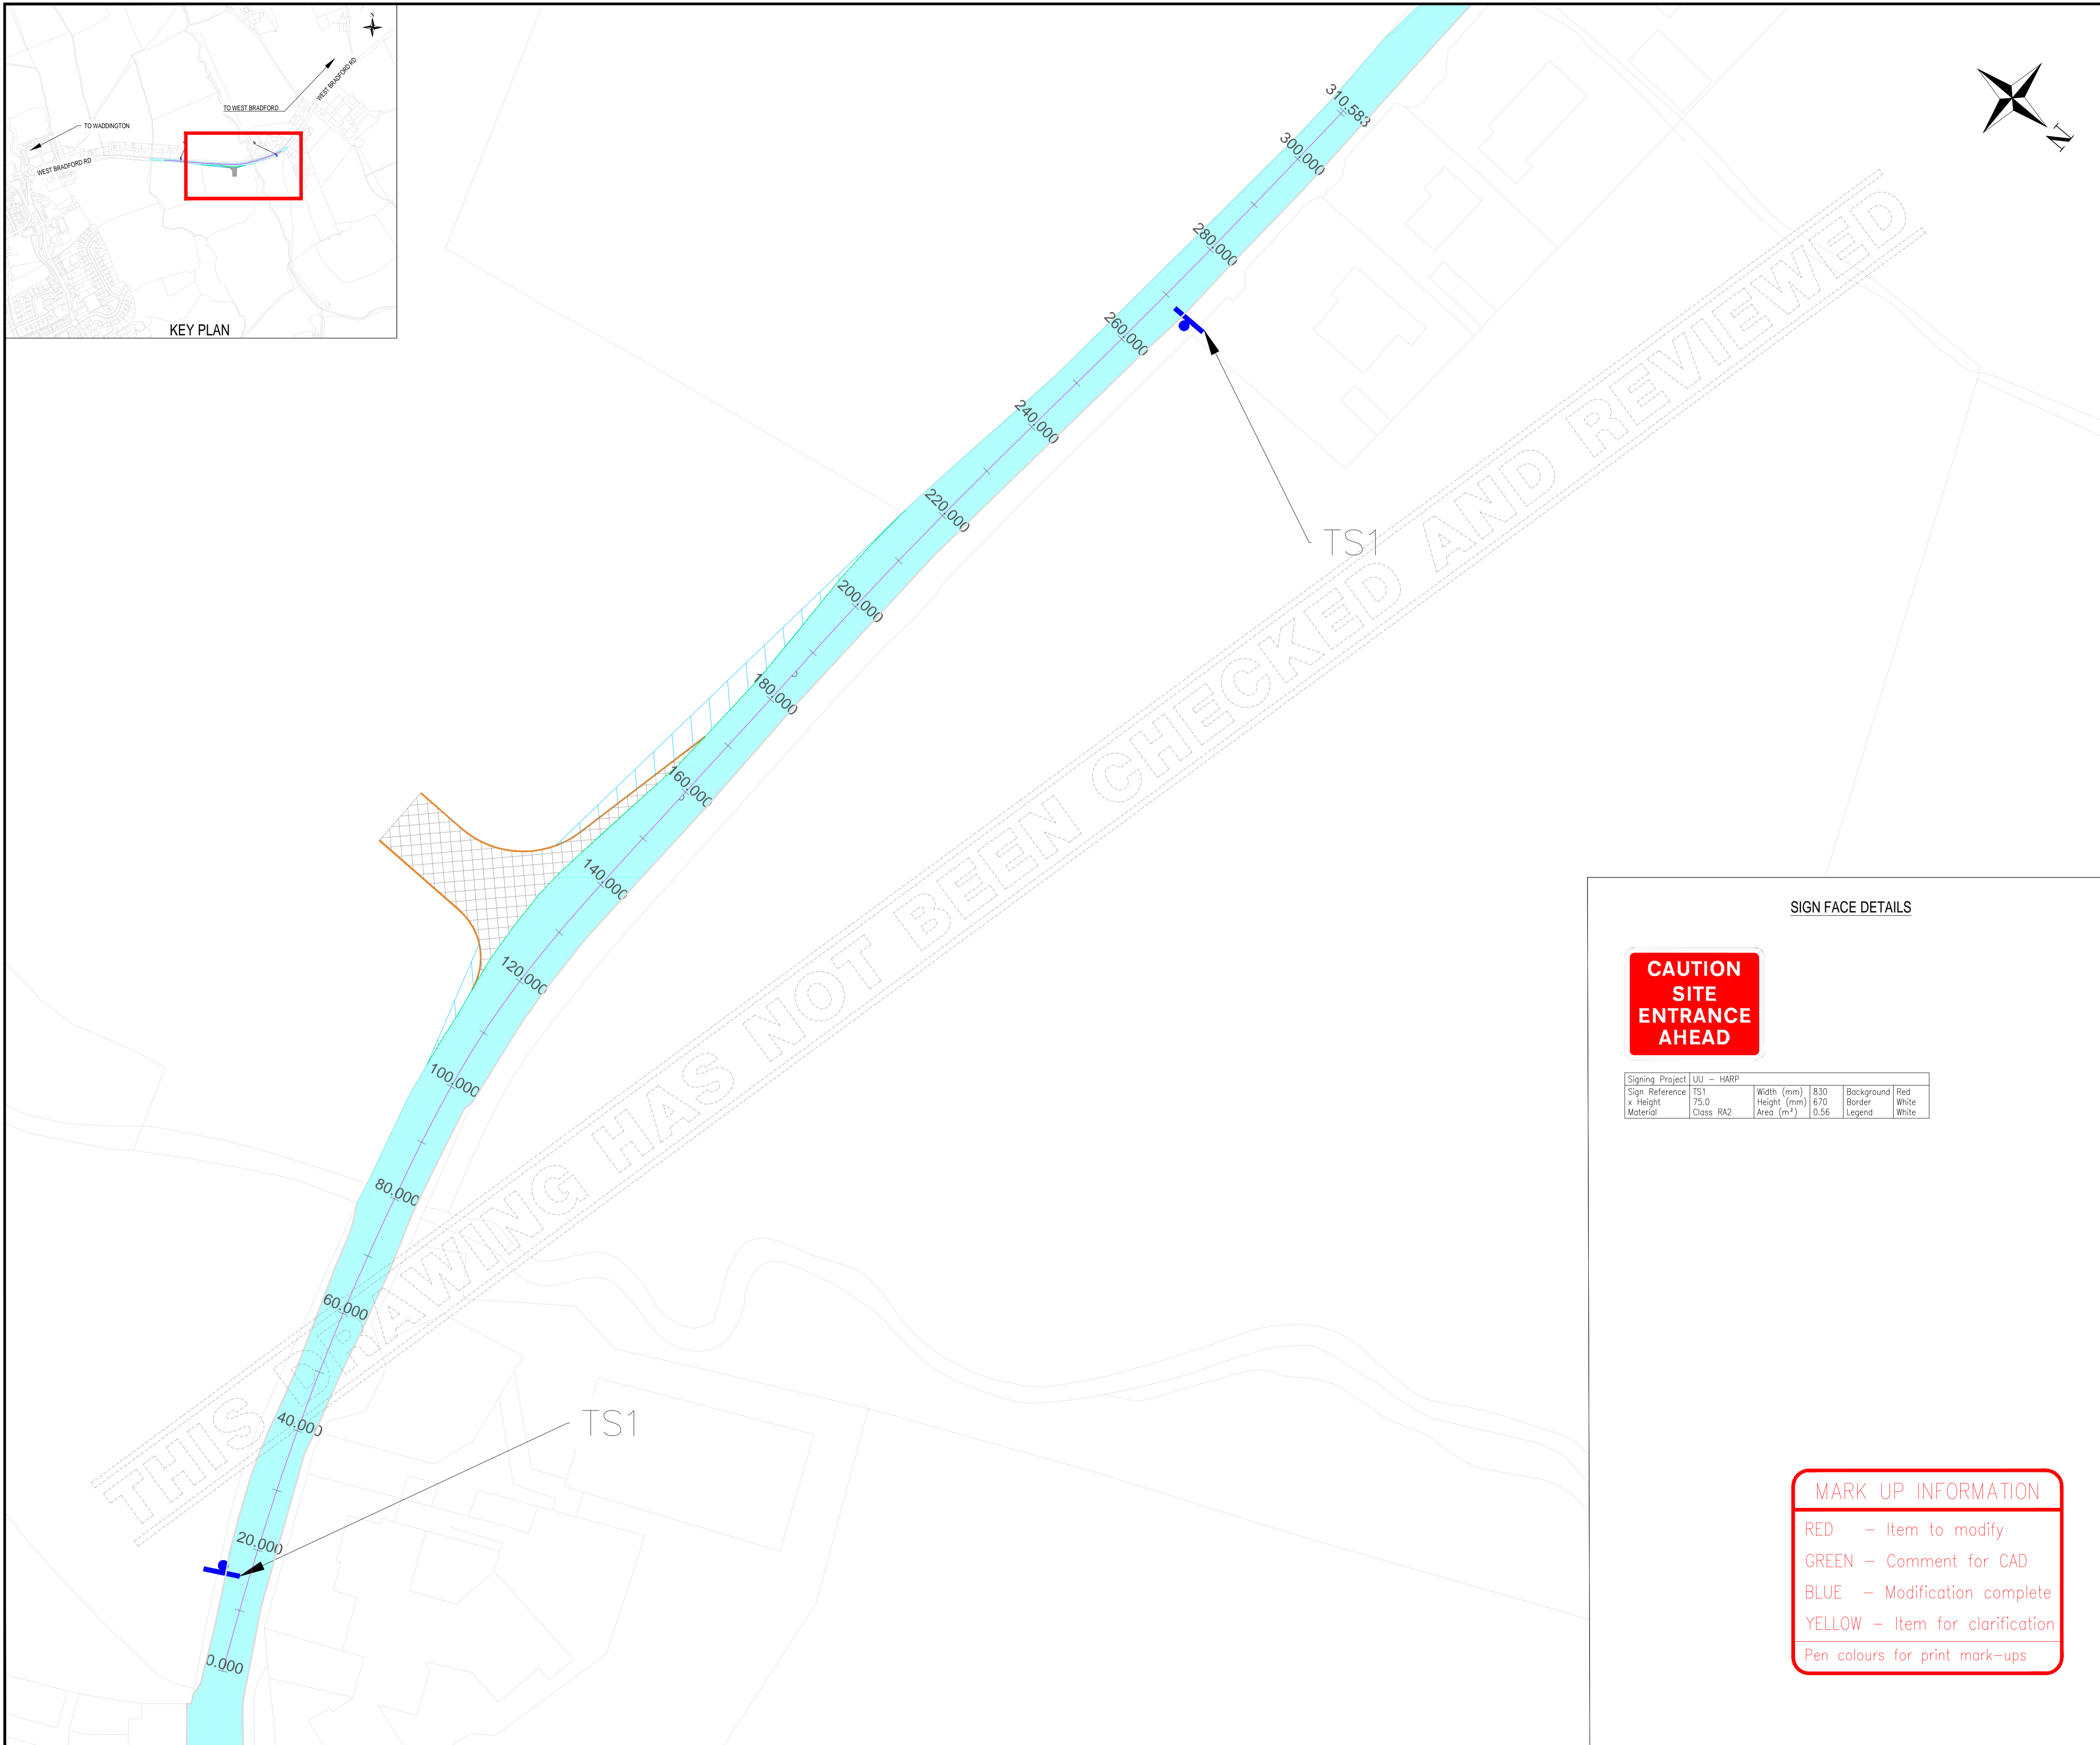 N
TO WEST BRADFORD
WEST BRADFORD RD
TO WADDINGTON
WEST BRADFORD RD
KEY PLAN
N
310.583
300.000
280.000
260.000
240.000
220.000
200.000
180.000
160.000
140.000
120.000
100.000
80.000
60.000
40.000
20.000
0.000
TS1
TS1
THIS DRAWING HAS NOT BEEN CHECKED AND REVIEWED
SIGN FACE DETAILS
CAUTION
SITE
ENTRANCE
AHEAD
Signing Project UU - HARP
Sign Reference TS1 Width (mm) 830 Background Red
x Height 75.0 Height (mm) 670 Border White
Material Class RA2 Area (m²) 0.56 Legend White
MARK UP INFORMATION
RED - Item to modify
GREEN - Comment for CAD
BLUE - Modification complete
YELLOW - Item for clarification
Pen colours for print mark-ups